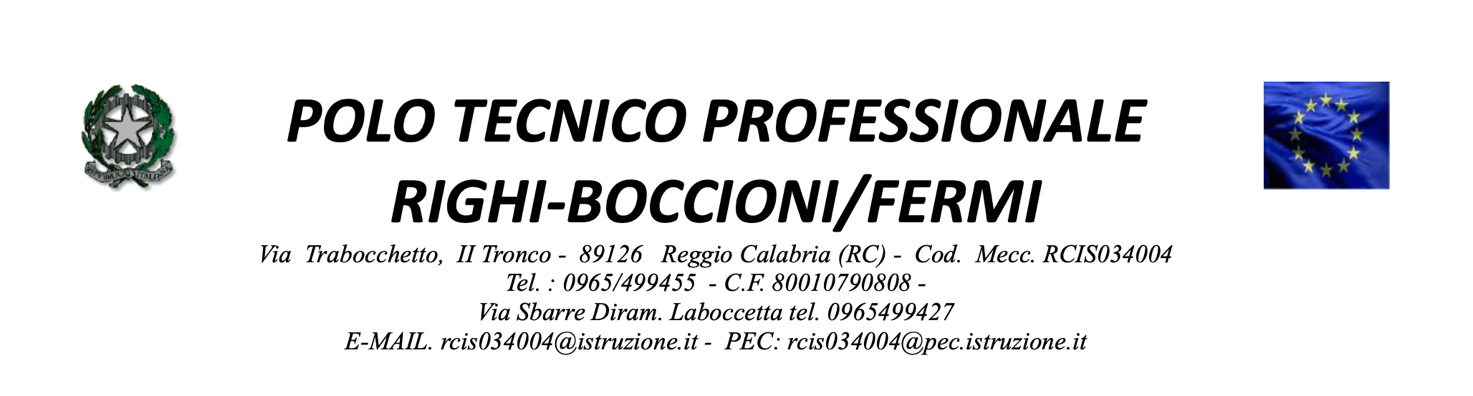 POLO TECNICO PROFESSIONALE
RIGHI-BOCCIONI/FERMI
Via Trabocchetto, II Tronco - 89126 Reggio Calabria (RC) - Cod. Mecc. RCIS034004
Tel. : 0965/499455 - C.F. 80010790808 -
Via Sbarre Diram. Laboccetta tel. 0965499427
E-MAIL. rcis034004@istruzione.it - PEC: rcis034004@pec.istruzione.it